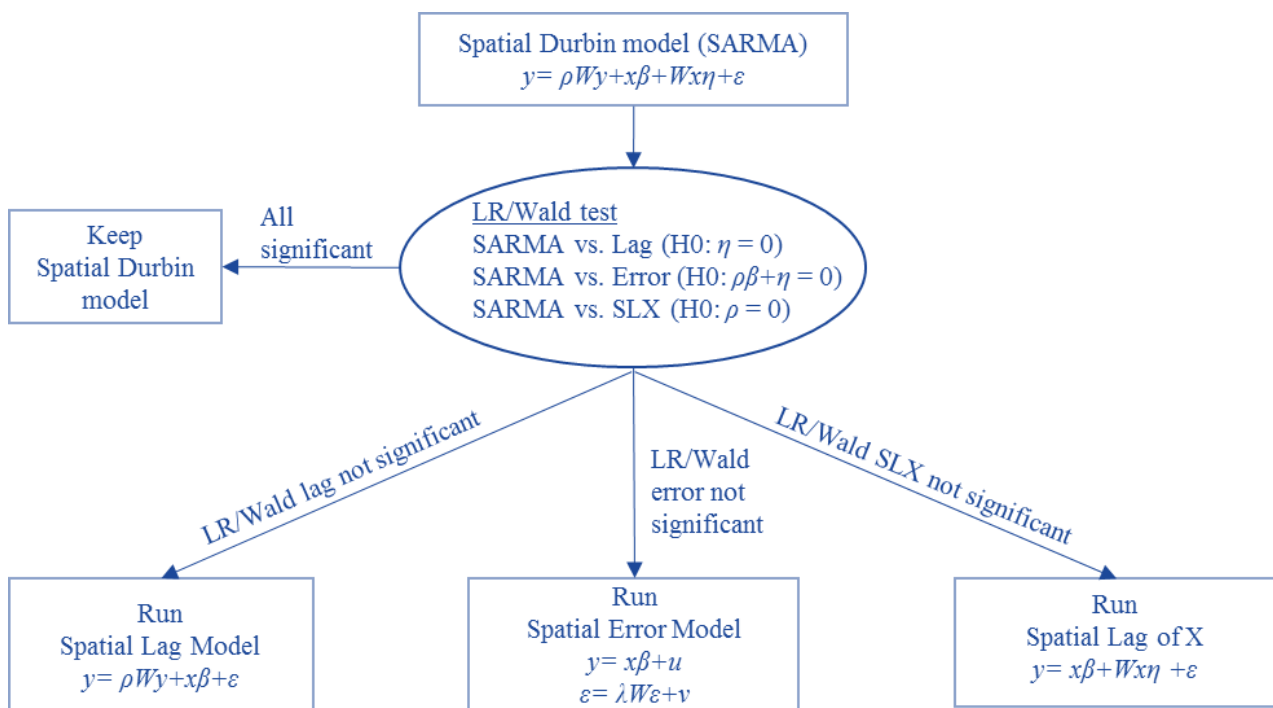 Spatial Durbin model (SARMA)
y= ρWy+xβ+Wxη+ε
LR/Wald test
SARMA vs. Lag (H0: η = 0)
SARMA vs. Error (H0: ρβ+η = 0)
SARMA vs. SLX (H0: ρ = 0)
All
significant
Keep
Spatial Durbin
model
LR/Wald lag not significant
LR/Wald
error not
significant
LR/Wald SLX not significant
Run
Spatial Lag Model
y= ρWy+xβ+ε
Run
Spatial Error Model
y= xβ+u
ε= λWε+v
Run
Spatial Lag of X
y= xβ+Wxη +ε